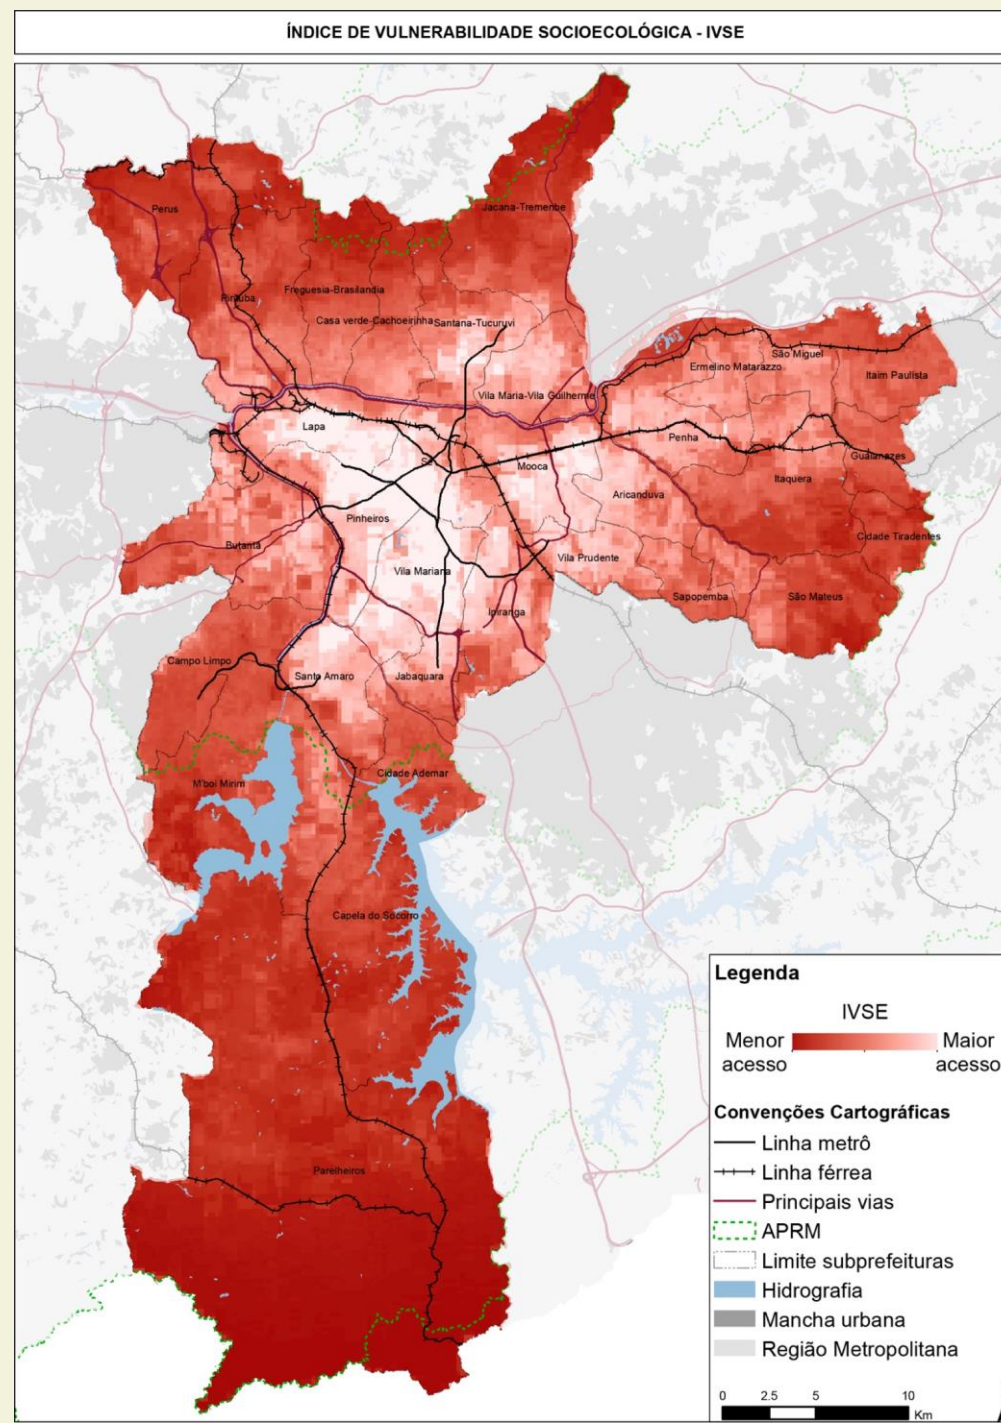 ÍNDICE DE VULNERABILIDADE SOCIOECOLÓGICA - IVSE
Jacana-Tremenbe
Perus
Freguesia-Brasilandia
Pirituba
Casa verde-Cachoeirinha
Santana-Tucuruvi
São Miguel
Ermelino Matarazzo
Itaim Paulista
Vila Maria-Vila Guilherme
Lapa
Penha
Sé
Guaianazes
Mooca
Itaquera
Aricanduva
Pinheiros
Cidade Tiradentes
Butantã
Vila Prudente
Vila Mariana
Sapopemba
São Mateus
Ipiranga
Campo Limpo
Santo Amaro
Jabaquara
Cidade Ademar
M'boi Mirim
Capela do Socorro
Parelheiros
Legenda
IVSE
Menor acesso
Maior acesso
Convenções Cartográficas
Linha metrô
Linha férrea
Principais vias
APRM
Limite subprefeituras
Hidrografia
Mancha urbana
Região Metropolitana
0 2.5 5 10
Km